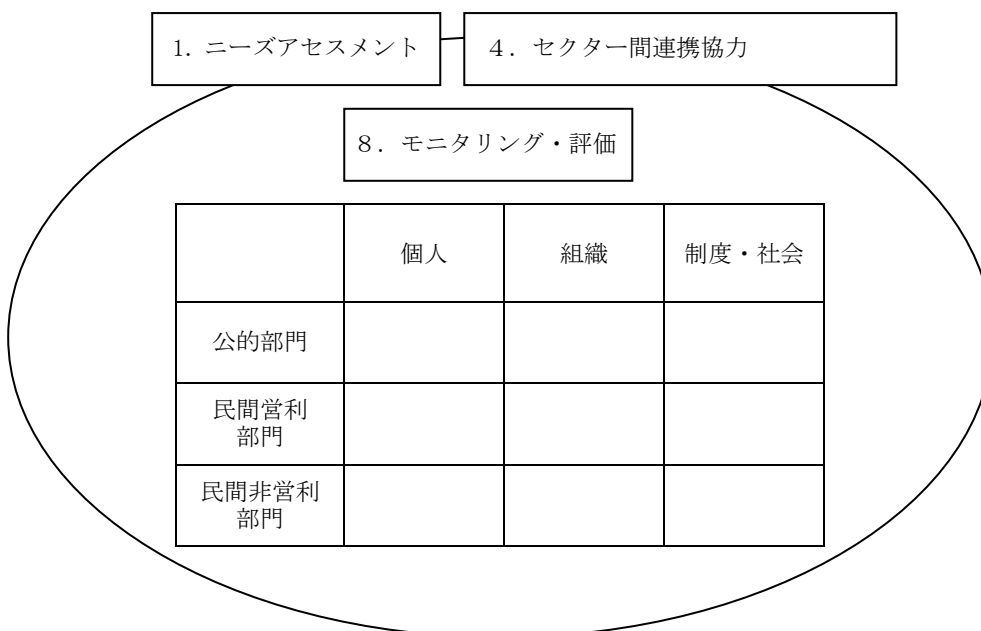 1. ニーズアセスメント
４．セクター間連携協力
８．モニタリング・評価
個人 組織 制度・社会
公的部門
民間営利
部門
民間非営利
部門